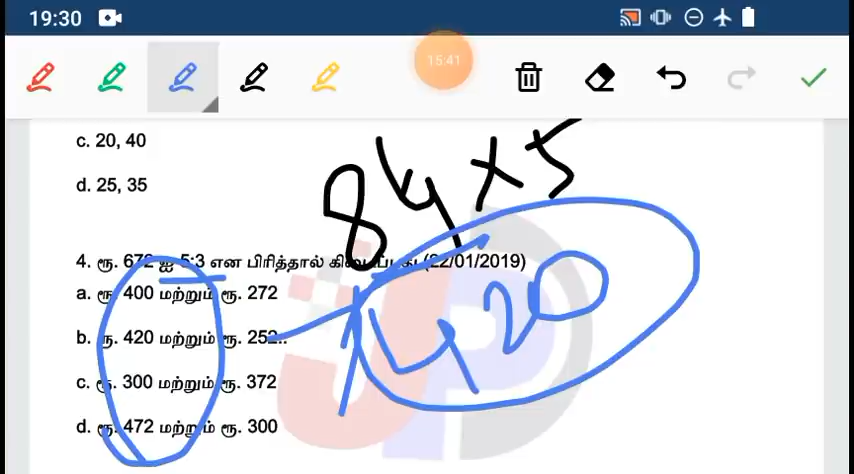 19:30
15:41
c. 20, 40
d. 25, 35
84 x 5
4. ரூ. 672 ஐ 5:3 என பிரித்தால் கிடைப்பது (22/01/2019)
a. ரூ. 400 மற்றும் ரூ. 272
420
b. ரூ. 420 மற்றும் ரூ. 252..
c. ரூ. 300 மற்றும் ரூ. 372
d. ரூ. 472 மற்றும் ரூ. 300